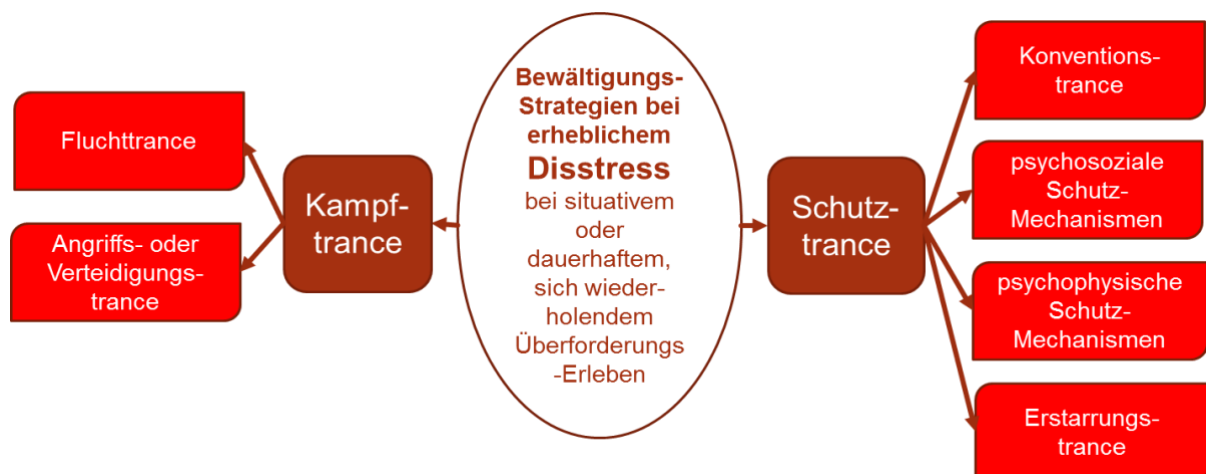 Fluchttrance
Angriffs- oder
Verteidigungs-
trance
Kampf-
trance
Bewältigungs-
Strategien bei
erheblichem
Disstress
bei situativem
oder
dauerhaftem,
sich wieder-
holendem
Überforderungs
-Erleben
Schutz-
trance
Konventions-
trance
psychosoziale
Schutz-
Mechanismen
psychophysische
Schutz-
Mechanismen
Erstarrungs-
trance